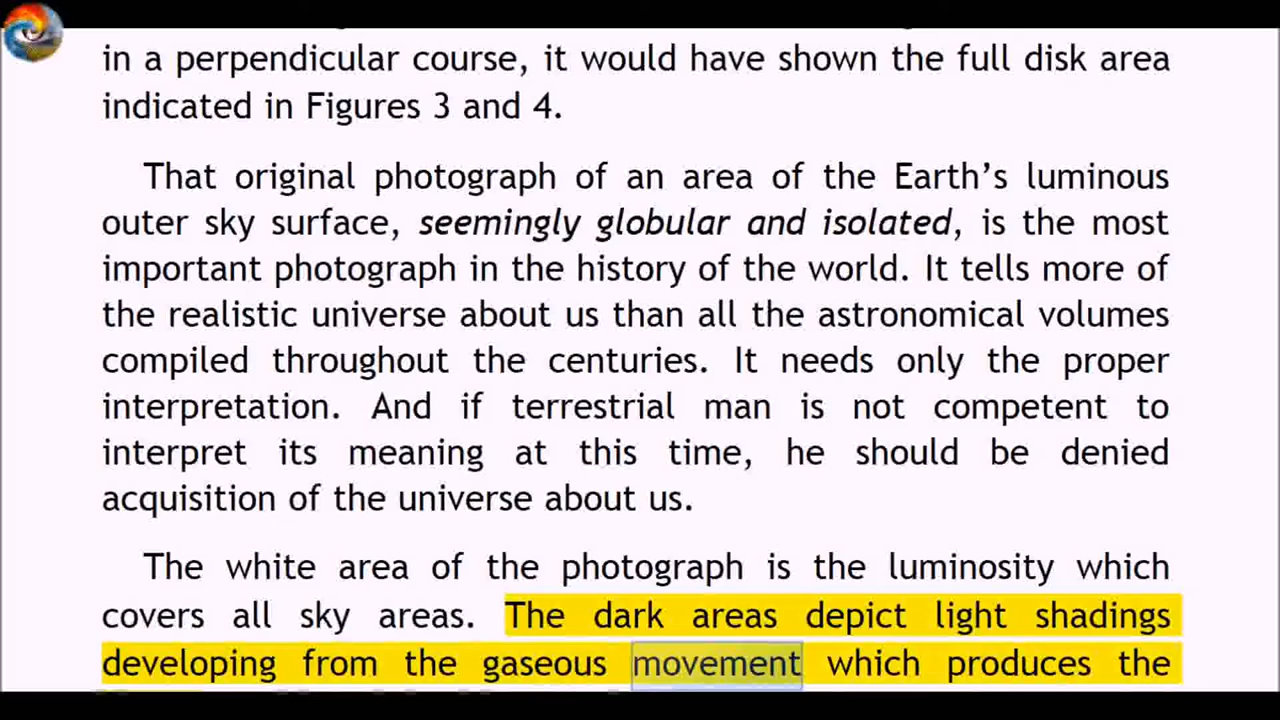 in a perpendicular course, it would have shown the full disk area
indicated in Figures 3 and 4.
That original photograph of an area of the Earth’s luminous
outer sky surface, seemingly globular and isolated, is the most
important photograph in the history of the world. It tells more of
the realistic universe about us than all the astronomical volumes
compiled throughout the centuries. It needs only the proper
interpretation. And if terrestrial man is not competent to
interpret its meaning at this time, he should be denied
acquisition of the universe about us.
The white area of the photograph is the luminosity which
covers all sky areas. The dark areas depict light shadings
developing from the gaseous movement which produces the